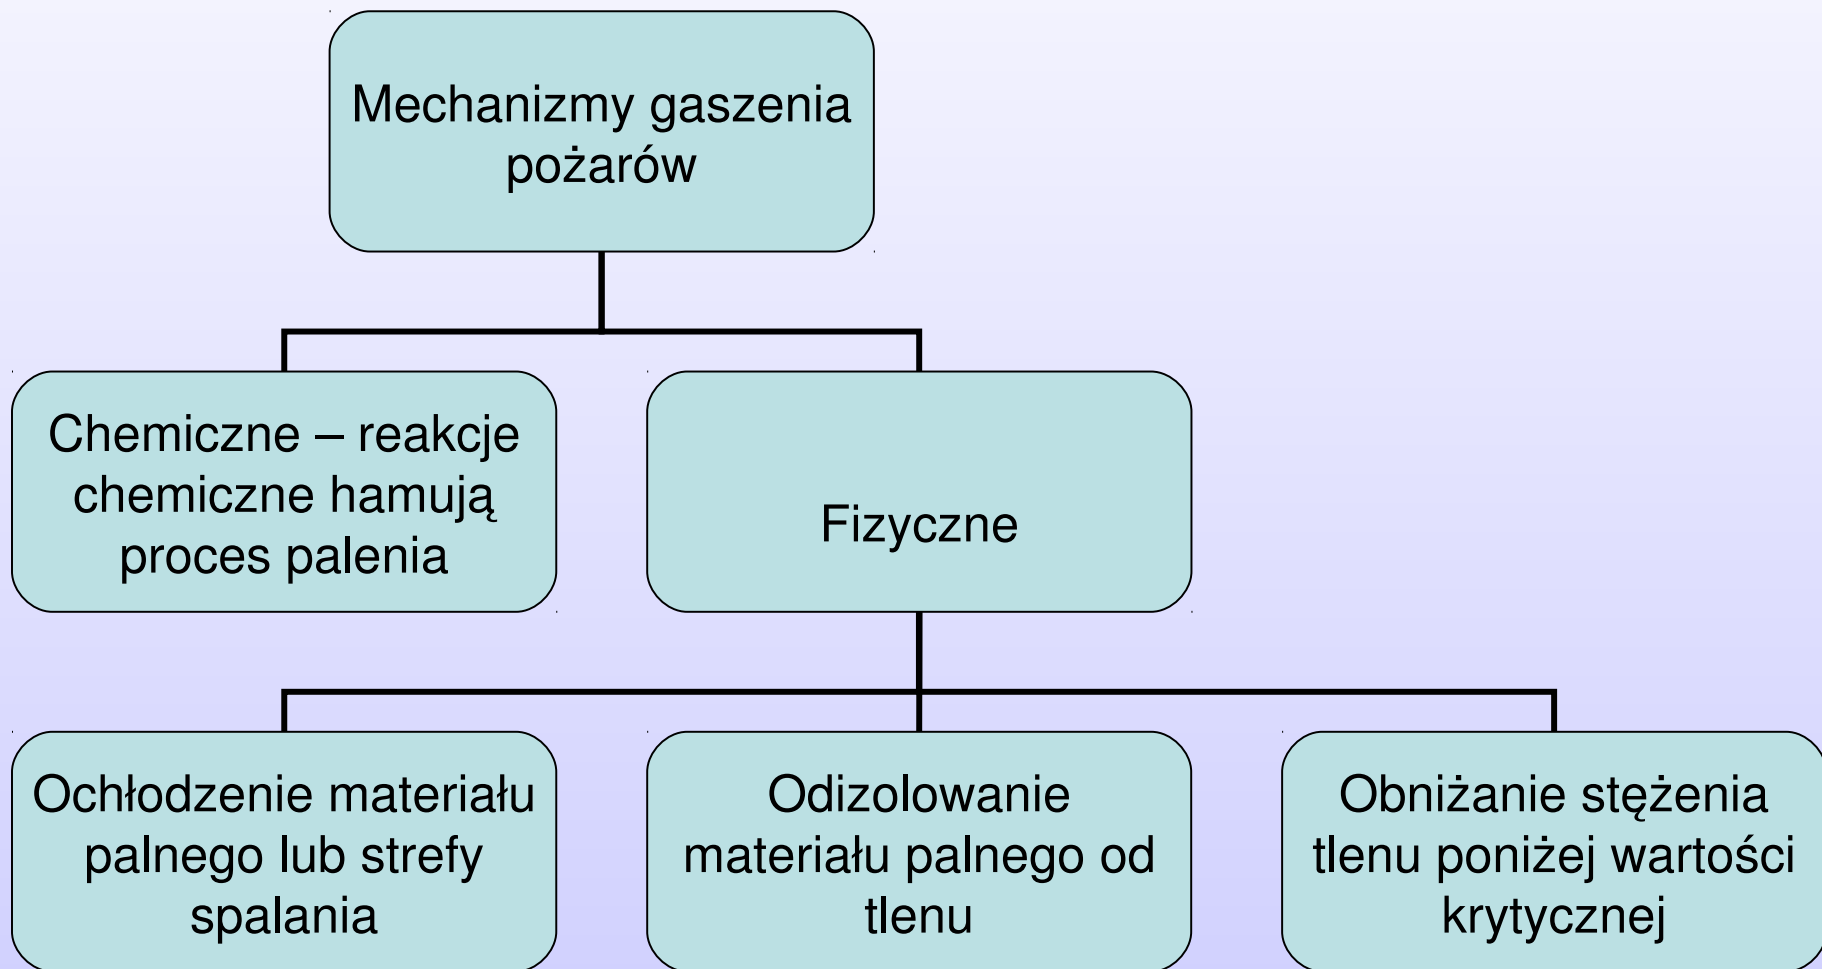 Mechanizmy gaszenia
pożarów
Chemiczne – reakcje
chemiczne hamują
proces palenia
Fizyczne
Ochłodzenie materiału
palnego lub strefy
spalania
Odizolowanie
materiału palnego od
tlenu
Obniżanie stężenia
tlenu poniżej wartości
krytycznej